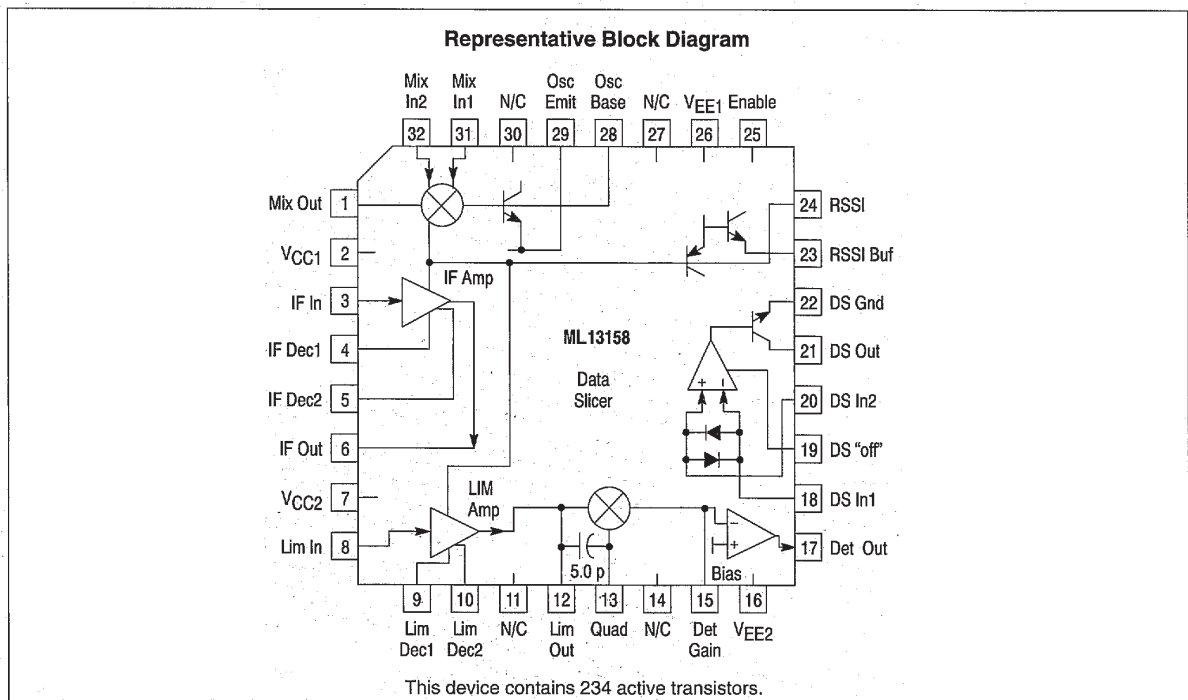 Representative Block Diagram
Mix In2
Mix In1
N/C
Osc Emit
Osc Base
N/C
VEE1
Enable
32
31
30
29
28
27
26
25
Mix Out 1
VCC1 2
IF In 3
IF Dec1 4
IF Dec2 5
IF Out 6
VCC2 7
Lim In 8
IF Amp
ML13158
Data
Slicer
LIM
Amp
5.0 p
Bias
+
–
–
+
24 RSSI
23 RSSI Buf
22 DS Gnd
21 DS Out
20 DS In2
19 DS "off"
18 DS In1
17 Det Out
9
10
11
12
13
14
15
16
Lim Dec1
Lim Dec2
N/C
Lim Out
Quad
N/C
Det Gain
VEE2
This device contains 234 active transistors.